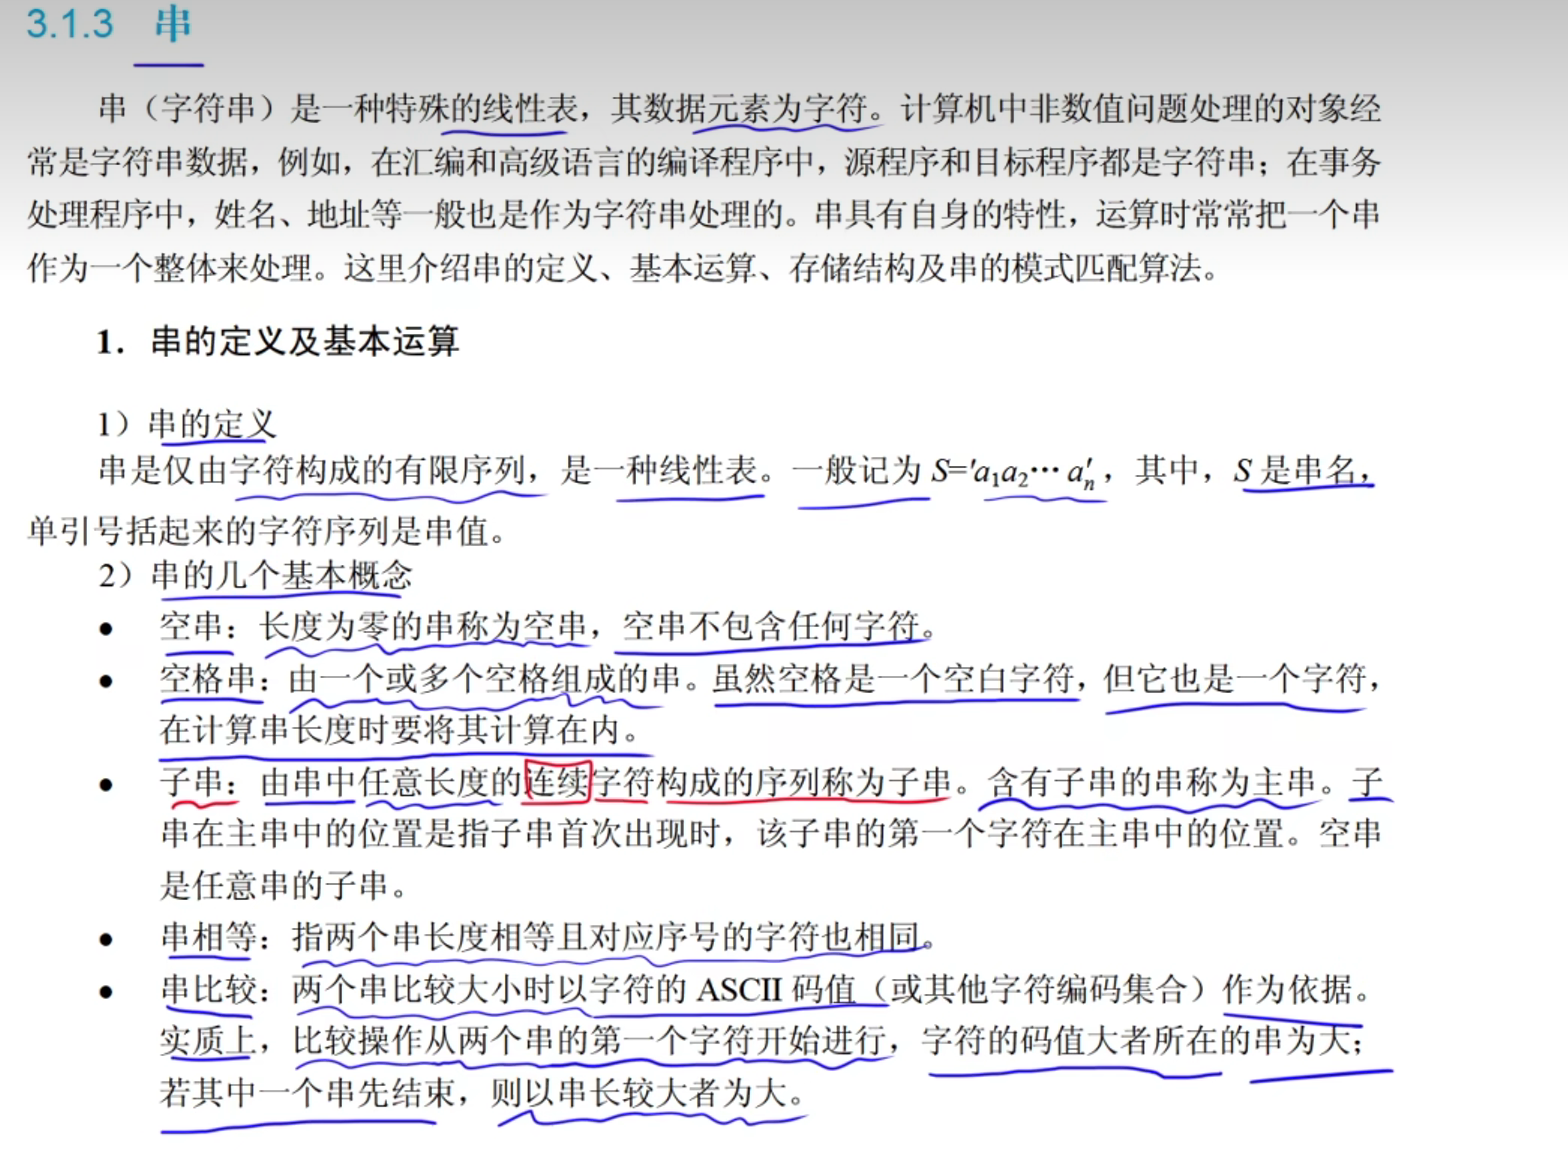 3.1.3 串
串（字符串）是一种特殊的线性表，其数据元素为字符。计算机中非数值问题处理的对象经
常是字符串数据，例如，在汇编和高级语言的编译程序中，源程序和目标程序都是字符串；在事务
处理程序中，姓名、地址等一般也是作为字符串处理的。串具有自身的特性，运算时常常把一个串
作为一个整体来处理。这里介绍串的定义、基本运算、存储结构及串的模式匹配算法。
1．串的定义及基本运算
1）串的定义
串是仅由字符构成的有限序列，是一种线性表。一般记为 S='a₁a₂⋯ aₙ'，其中，S 是串名，
单引号括起来的字符序列是串值。
2）串的几个基本概念
● 空串：长度为零的串称为空串，空串不包含任何字符。
● 空格串：由一个或多个空格组成的串。虽然空格是一个空白字符，但它也是一个字符，
在计算串长度时要将其计算在内。
● 子串：由串中任意长度的连续字符构成的序列称为子串。含有子串的串称为主串。子
串在主串中的位置是指子串首次出现时，该子串的第一个字符在主串中的位置。空串
是任意串的子串。
● 串相等：指两个串长度相等且对应序号的字符也相同。
● 串比较：两个串比较大小时以字符的 ASCII 码值（或其他字符编码集合）作为依据。
实质上，比较操作从两个串的第一个字符开始进行，字符的码值大者所在的串为大；
若其中一个串先结束，则以串长较大者为大。